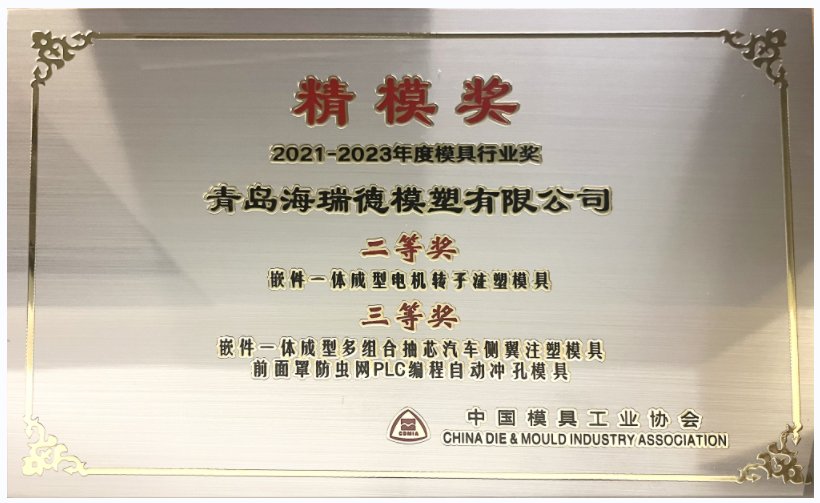 精模奖
2021-2023年度模具行业奖
青岛海瑞德模塑有限公司
二等奖
嵌件一体成型电机转子注塑模具
三等奖
嵌件一体成型多组合抽芯汽车侧翼注塑模具
前面罩防虫网PLC编程自动冲孔模具
中国模具工业协会
CDMIA
CHINA DIE & MOULD INDUSTRY ASSOCIATION